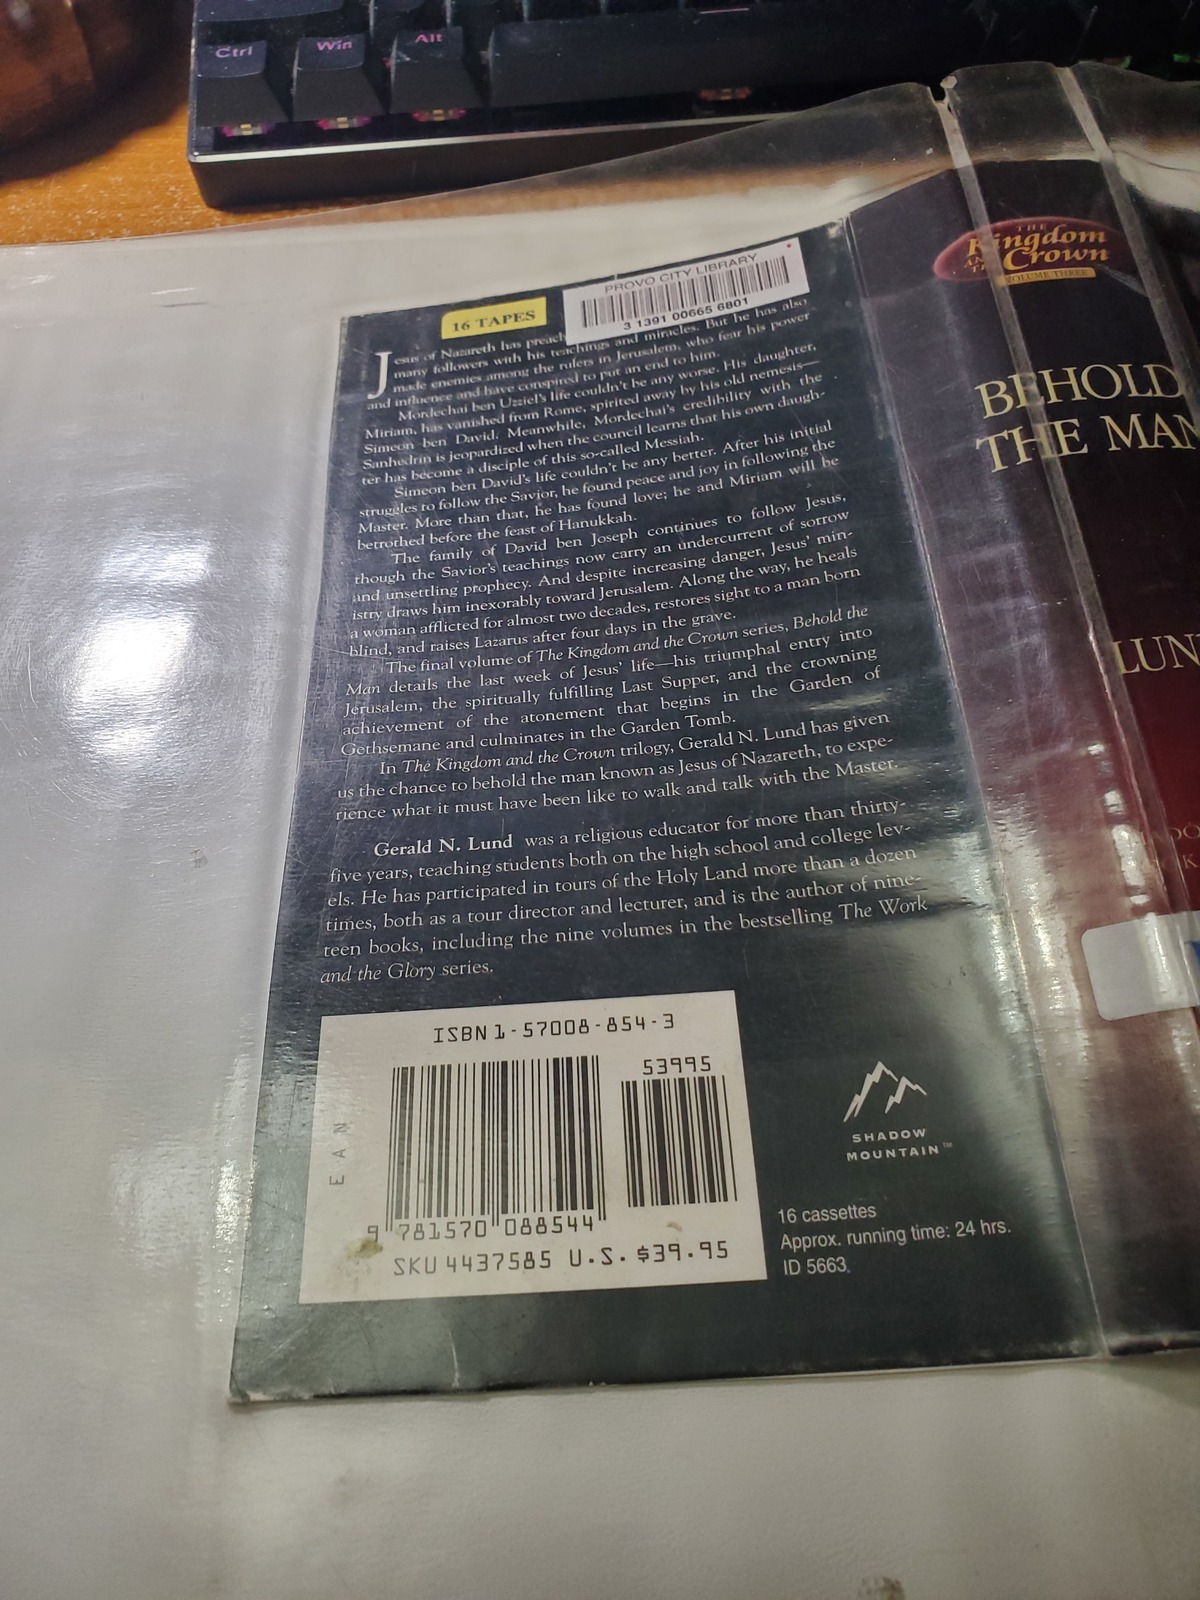 Ctrl
Win
Alt
PROVO CITY LIBRARY
3 1391 00665 6801
16 TAPES
Jesus of Nazareth has preach
many followers with his teachings and miracles. But he has also
made enemies among the rulers in Jerusalem, who fear his power
and influence and have conspired to put an end to him.
Mordechai ben Uzziel's life couldn't be any worse. His daughter,
Miriam, has vanished from Rome, spirited away by his old nemesis—
Simeon ben David. Meanwhile, Mordechai's credibility with the
Sanhedrin is jeopardized when the council learns that his own daugh-
ter has become a disciple of this so-called Messiah.
Simeon ben David's life couldn't be any better. After his initial
struggles to follow the Savior, he found peace and joy in following the
Master. More than that, he has found love; he and Miriam will be
betrothed before the feast of Hanukkah.
The family of David ben Joseph continues to follow Jesus,
though the Savior's teachings now carry an undercurrent of sorrow
and unsettling prophecy. And despite increasing danger, Jesus' min-
istry draws him inexorably toward Jerusalem. Along the way, he heals
a woman afflicted for almost two decades, restores sight to a man born
blind, and raises Lazarus after four days in the grave.
The final volume of The Kingdom and the Crown series, Behold the
Man details the last week of Jesus' life—his triumphal entry into
Jerusalem, the spiritually fulfilling Last Supper, and the crowning
achievement of the atonement that begins in the Garden of
Gethsemane and culminates in the Garden Tomb.
In The Kingdom and the Crown trilogy, Gerald N. Lund has given
us the chance to behold the man known as Jesus of Nazareth, to expe-
rience what it must have been like to walk and talk with the Master.
Gerald N. Lund was a religious educator for more than thirty-
five years, teaching students both on the high school and college lev-
els. He has participated in tours of the Holy Land more than a dozen
times, both as a tour director and lecturer, and is the author of nine-
teen books, including the nine volumes in the bestselling The Work
and the Glory series.
ISBN 1-57008-854-3
53995
EAN
9 781570 088544
SKU 4437585 U.S. $39.95
SHADOW
MOUNTAIN™
16 cassettes
Approx. running time: 24 hrs.
ID 5663
THE
Kingdom
AND
THE Crown
VOLUME THREE
BEHOLD
THE MAN
LUN